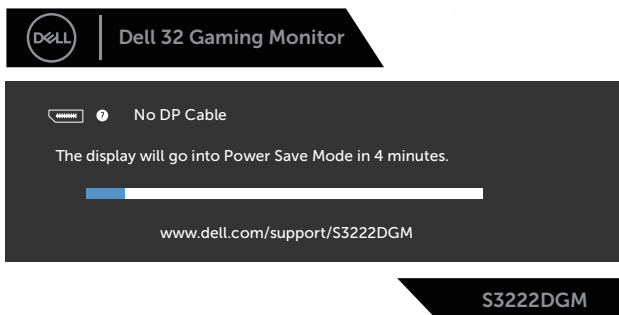 DELL
Dell 32 Gaming Monitor
? No DP Cable
The display will go into Power Save Mode in 4 minutes.
www.dell.com/support/S3222DGM
S3222DGM